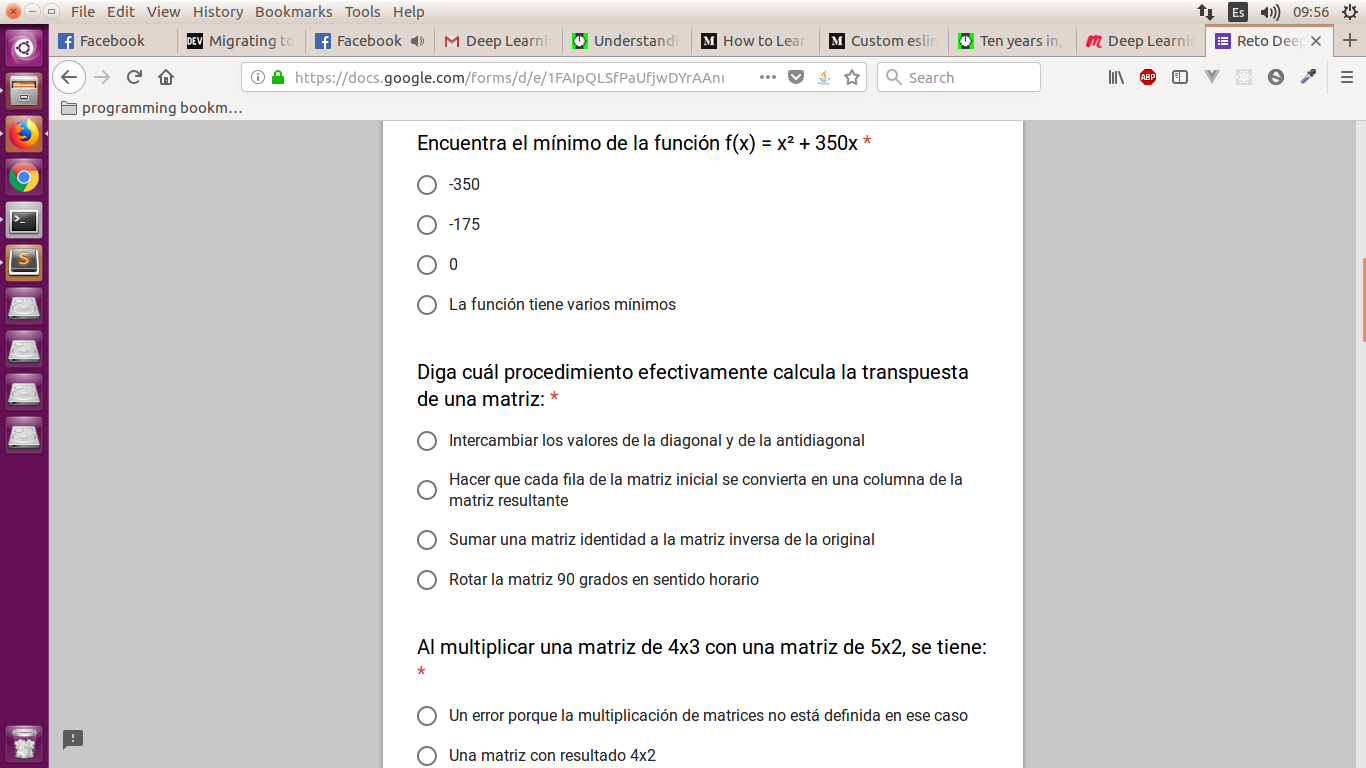 File Edit View History Bookmarks Tools Help
Es 09:56
Facebook
DEV Migrating to
Facebook
Deep Learnin
Understandi
How to Lear
Custom eslin
Ten years in,
Deep Learnin
Reto Deep
https://docs.google.com/forms/d/e/1FAIpQLSfPaUfjwDYrAAnr
Search
ABP
programming bookm...
Encuentra el mínimo de la función f(x) = x² + 350x *
-350
-175
0
La función tiene varios mínimos
Diga cuál procedimiento efectivamente calcula la transpuesta
de una matriz: *
Intercambiar los valores de la diagonal y de la antidiagonal
Hacer que cada fila de la matriz inicial se convierta en una columna de la
matriz resultante
Sumar una matriz identidad a la matriz inversa de la original
Rotar la matriz 90 grados en sentido horario
Al multiplicar una matriz de 4x3 con una matriz de 5x2, se tiene:
*
Un error porque la multiplicación de matrices no está definida en ese caso
Una matriz con resultado 4x2